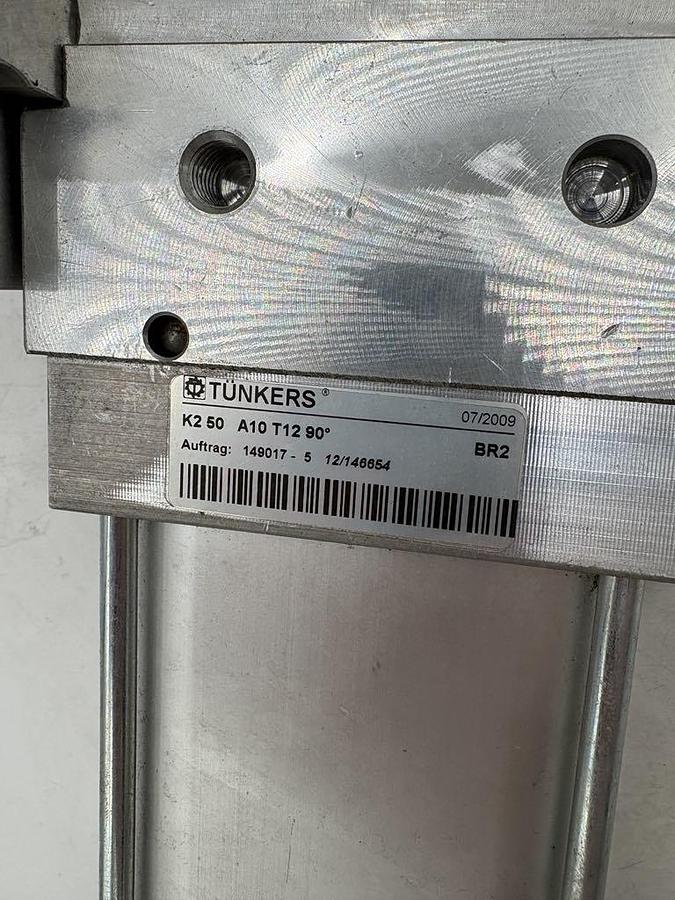 TÜNKERS ®
07/2009
K2 50 A10 T12 90°
BR2
Auftrag: 149017 - 5 12/146654